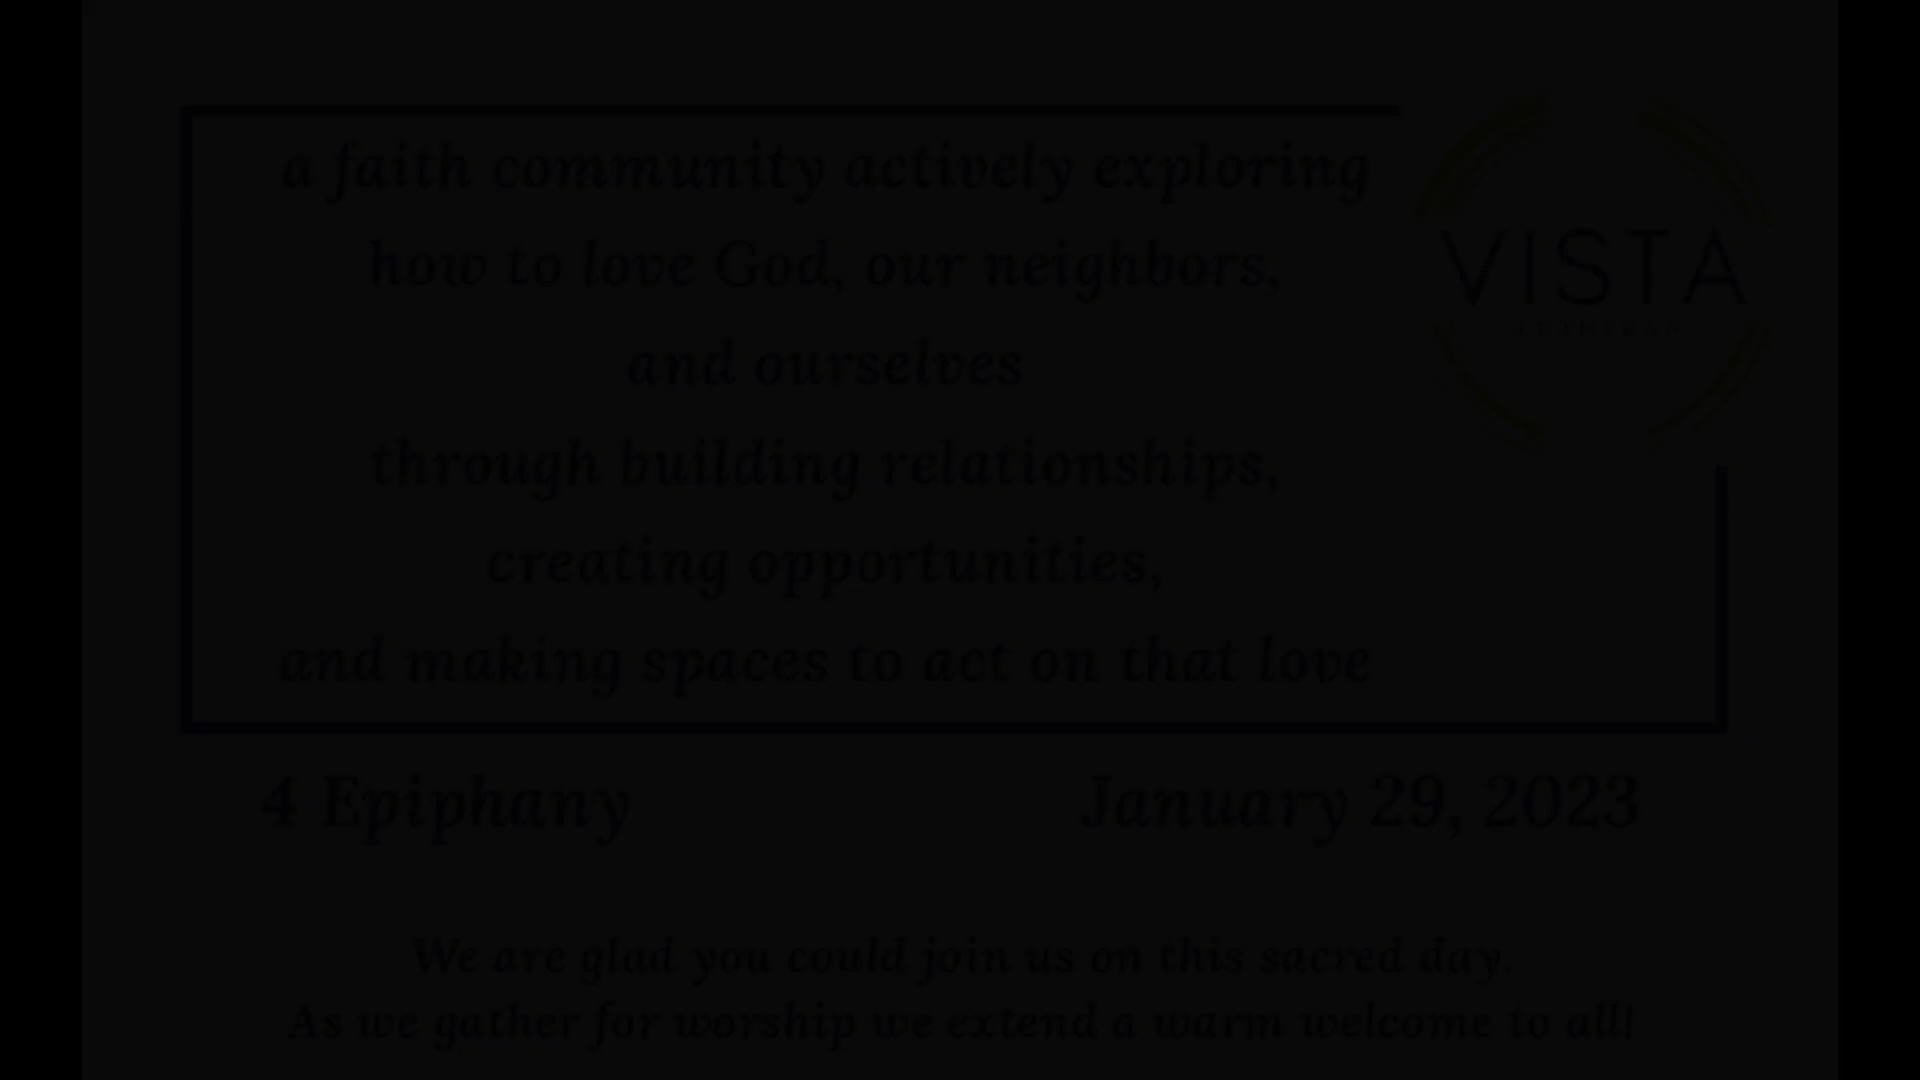 a faith community actively exploring
how to love God, our neighbors,
and ourselves
through building relationships,
creating opportunities,
and making spaces to act on that love
VISTA
LUTHERAN
4 Epiphany
January 29, 2023
We are glad you could join us on this sacred day.
As we gather for worship we extend a warm welcome to all!